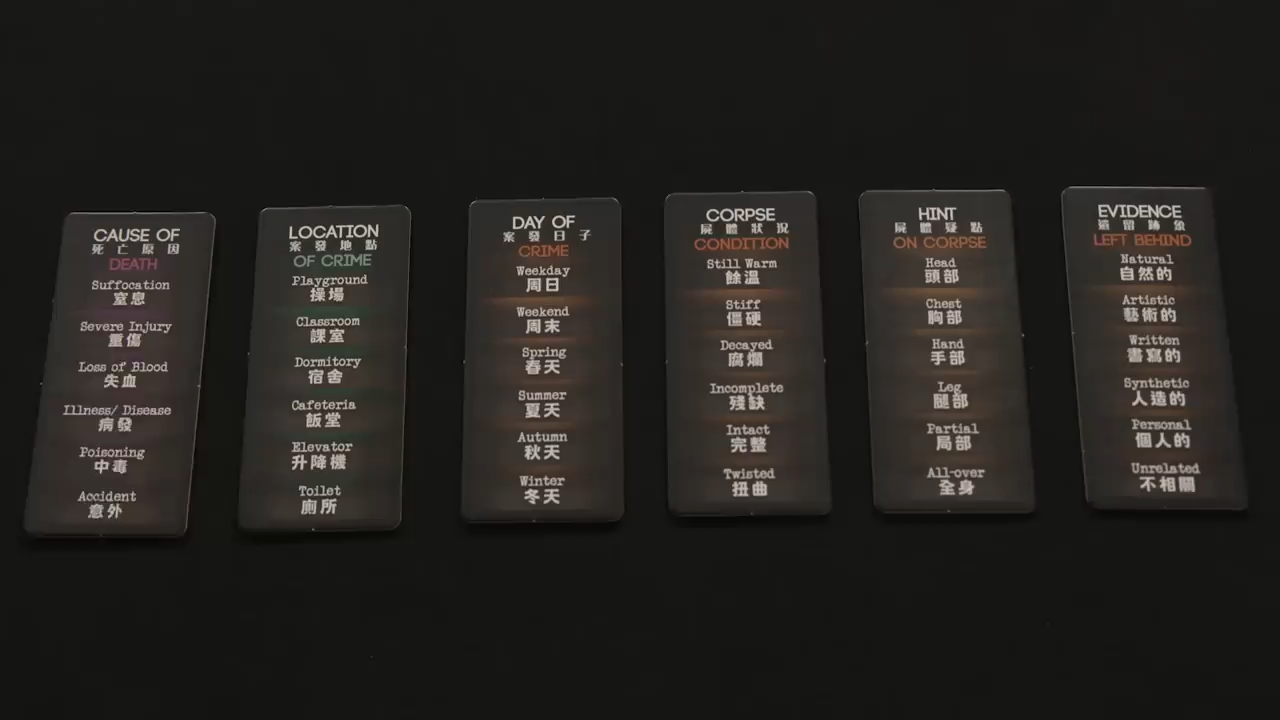 CAUSE OF
死亡原因
DEATH
Suffocation
窒息
Severe Injury
重傷
Loss of Blood
失血
Illness/ Disease
病發
Poisoning
中毒
Accident
意外
LOCATION
案發地點
OF CRIME
Playground
操場
Classroom
課室
Dormitory
宿舍
Cafeteria
飯堂
Elevator
升降機
Toilet
廁所
DAY OF
案發日子
CRIME
Weekday
周日
Weekend
周末
Spring
春天
Summer
夏天
Autumn
秋天
Winter
冬天
CORPSE
屍體狀況
CONDITION
Still Warm
餘溫
Stiff
僵硬
Decayed
腐爛
Incomplete
殘缺
Intact
完整
Twisted
扭曲
HINT
屍體疑點
ON CORPSE
Head
頭部
Chest
胸部
Hand
手部
Leg
腿部
Partial
局部
All-over
全身
EVIDENCE
遺留跡象
LEFT BEHIND
Natural
自然的
Artistic
藝術的
Written
書寫的
Synthetic
人造的
Personal
個人的
Unrelated
不相關